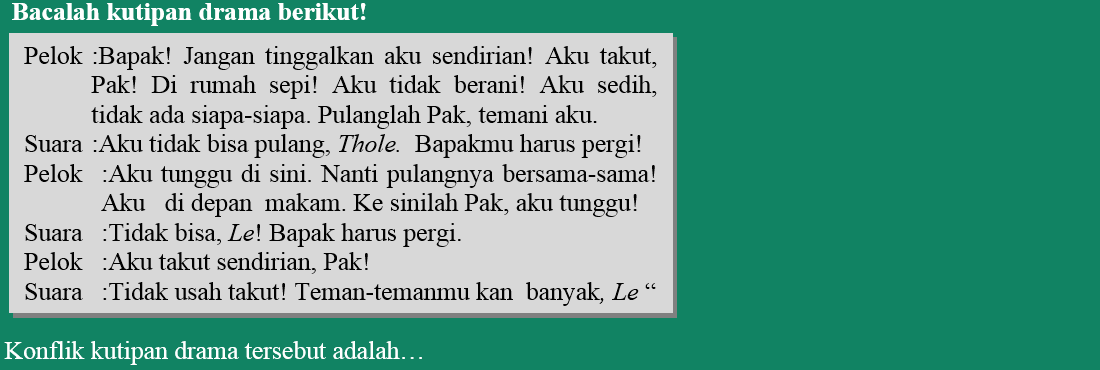 Bacalah kutipan drama berikut!
Pelok :Bapak! Jangan tinggalkan aku sendirian! Aku takut,
Pak! Di rumah sepi! Aku tidak berani! Aku sedih,
tidak ada siapa-siapa. Pulanglah Pak, temani aku.
Suara :Aku tidak bisa pulang, Thole. Bapakmu harus pergi!
Pelok :Aku tunggu di sini. Nanti pulangnya bersama-sama!
Aku di depan makam. Ke sinilah Pak, aku tunggu!
Suara :Tidak bisa, Le! Bapak harus pergi.
Pelok :Aku takut sendirian, Pak!
Suara :Tidak usah takut! Teman-temanmu kan banyak, Le “
Konflik kutipan drama tersebut adalah…